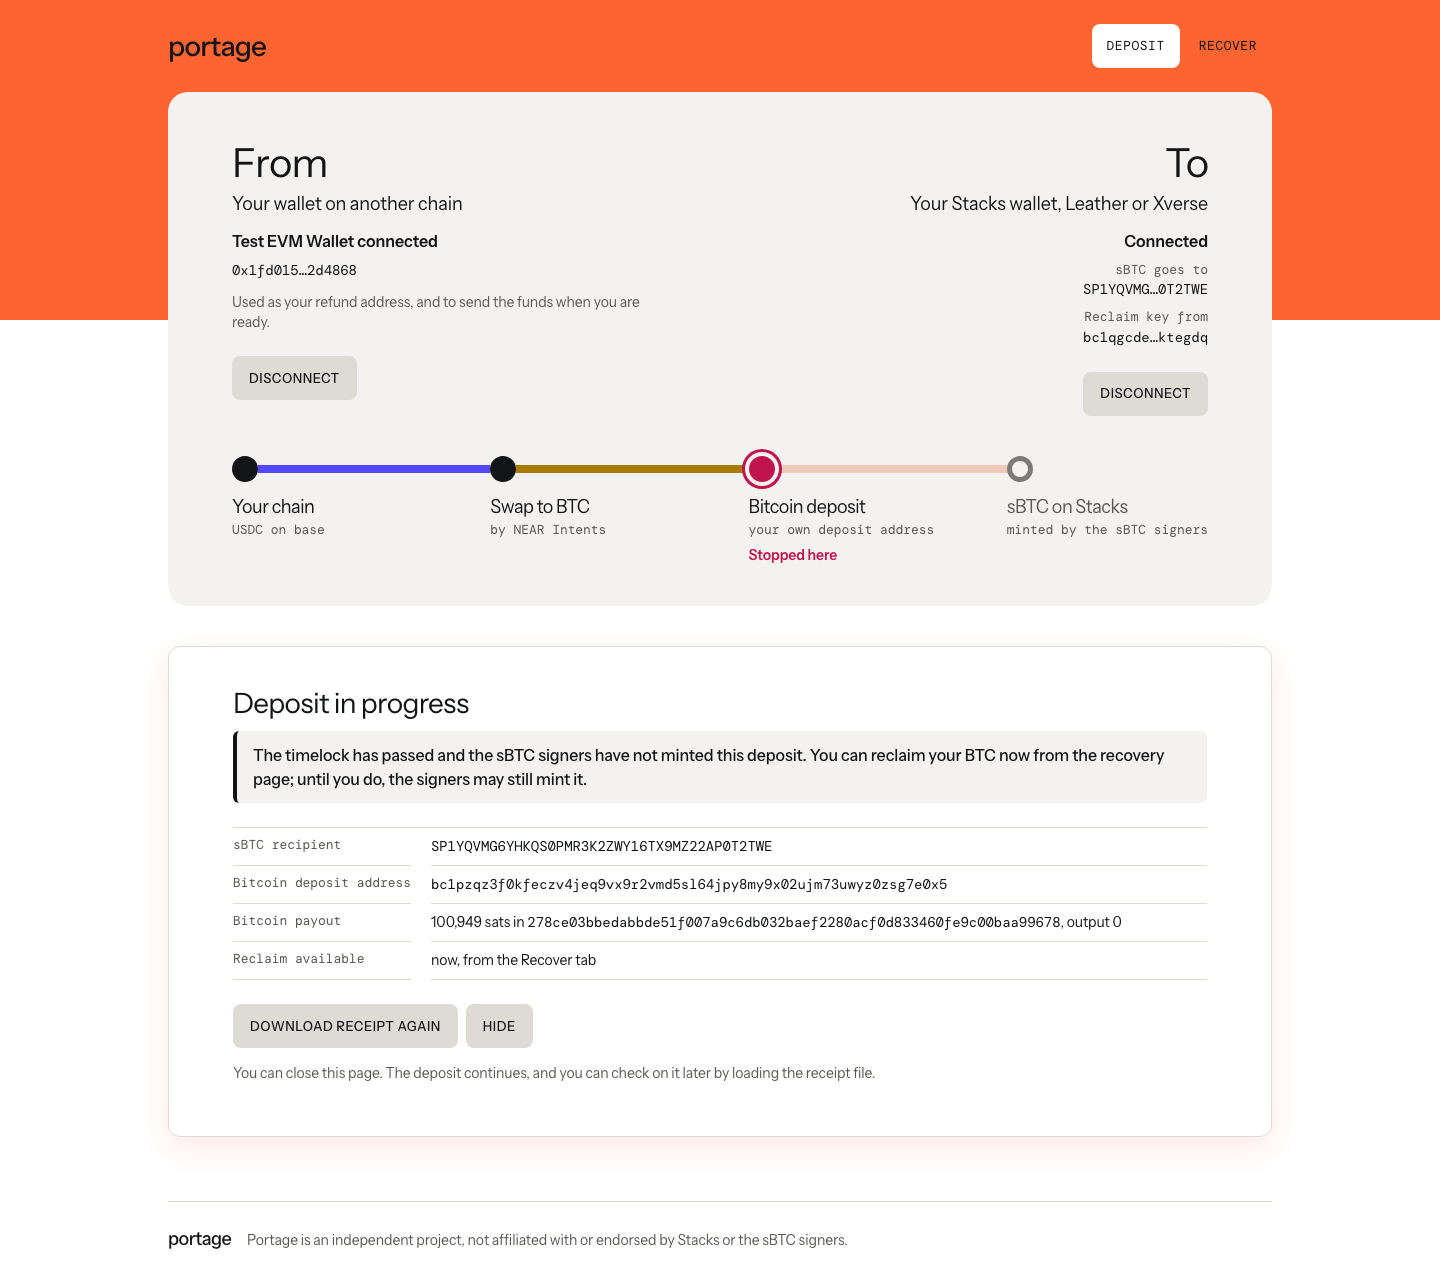 portage
DEPOSIT
RECOVER
From
Your wallet on another chain
Test EVM Wallet connected
0x1fd015…2d4868
Used as your refund address, and to send the funds when you are
ready.
DISCONNECT
To
Your Stacks wallet, Leather or Xverse
Connected
sBTC goes to
SP1YQVMG…0T2TWE
Reclaim key from
bc1qgcde…ktegdq
DISCONNECT
Your chain
USDC on base
Swap to BTC
by NEAR Intents
Bitcoin deposit
your own deposit address
Stopped here
sBTC on Stacks
minted by the sBTC signers
Deposit in progress
The timelock has passed and the sBTC signers have not minted this deposit. You can reclaim your BTC now from the recovery
page; until you do, the signers may still mint it.
sBTC recipient
SP1YQVMG6YHKQS0PMR3K2ZWY16TX9MZ22AP0T2TWE
Bitcoin deposit address
bc1pzqz3f0kfeczv4jeq9vx9r2vmd5sl64jpy8my9x02ujm73uwyz0zsg7e0x5
Bitcoin payout
100,949 sats in 278ce03bbedabbde51f007a9c6db032baef2280acf0d833460fe9c00baa99678, output 0
Reclaim available
now, from the Recover tab
DOWNLOAD RECEIPT AGAIN
HIDE
You can close this page. The deposit continues, and you can check on it later by loading the receipt file.
portage
Portage is an independent project, not affiliated with or endorsed by Stacks or the sBTC signers.